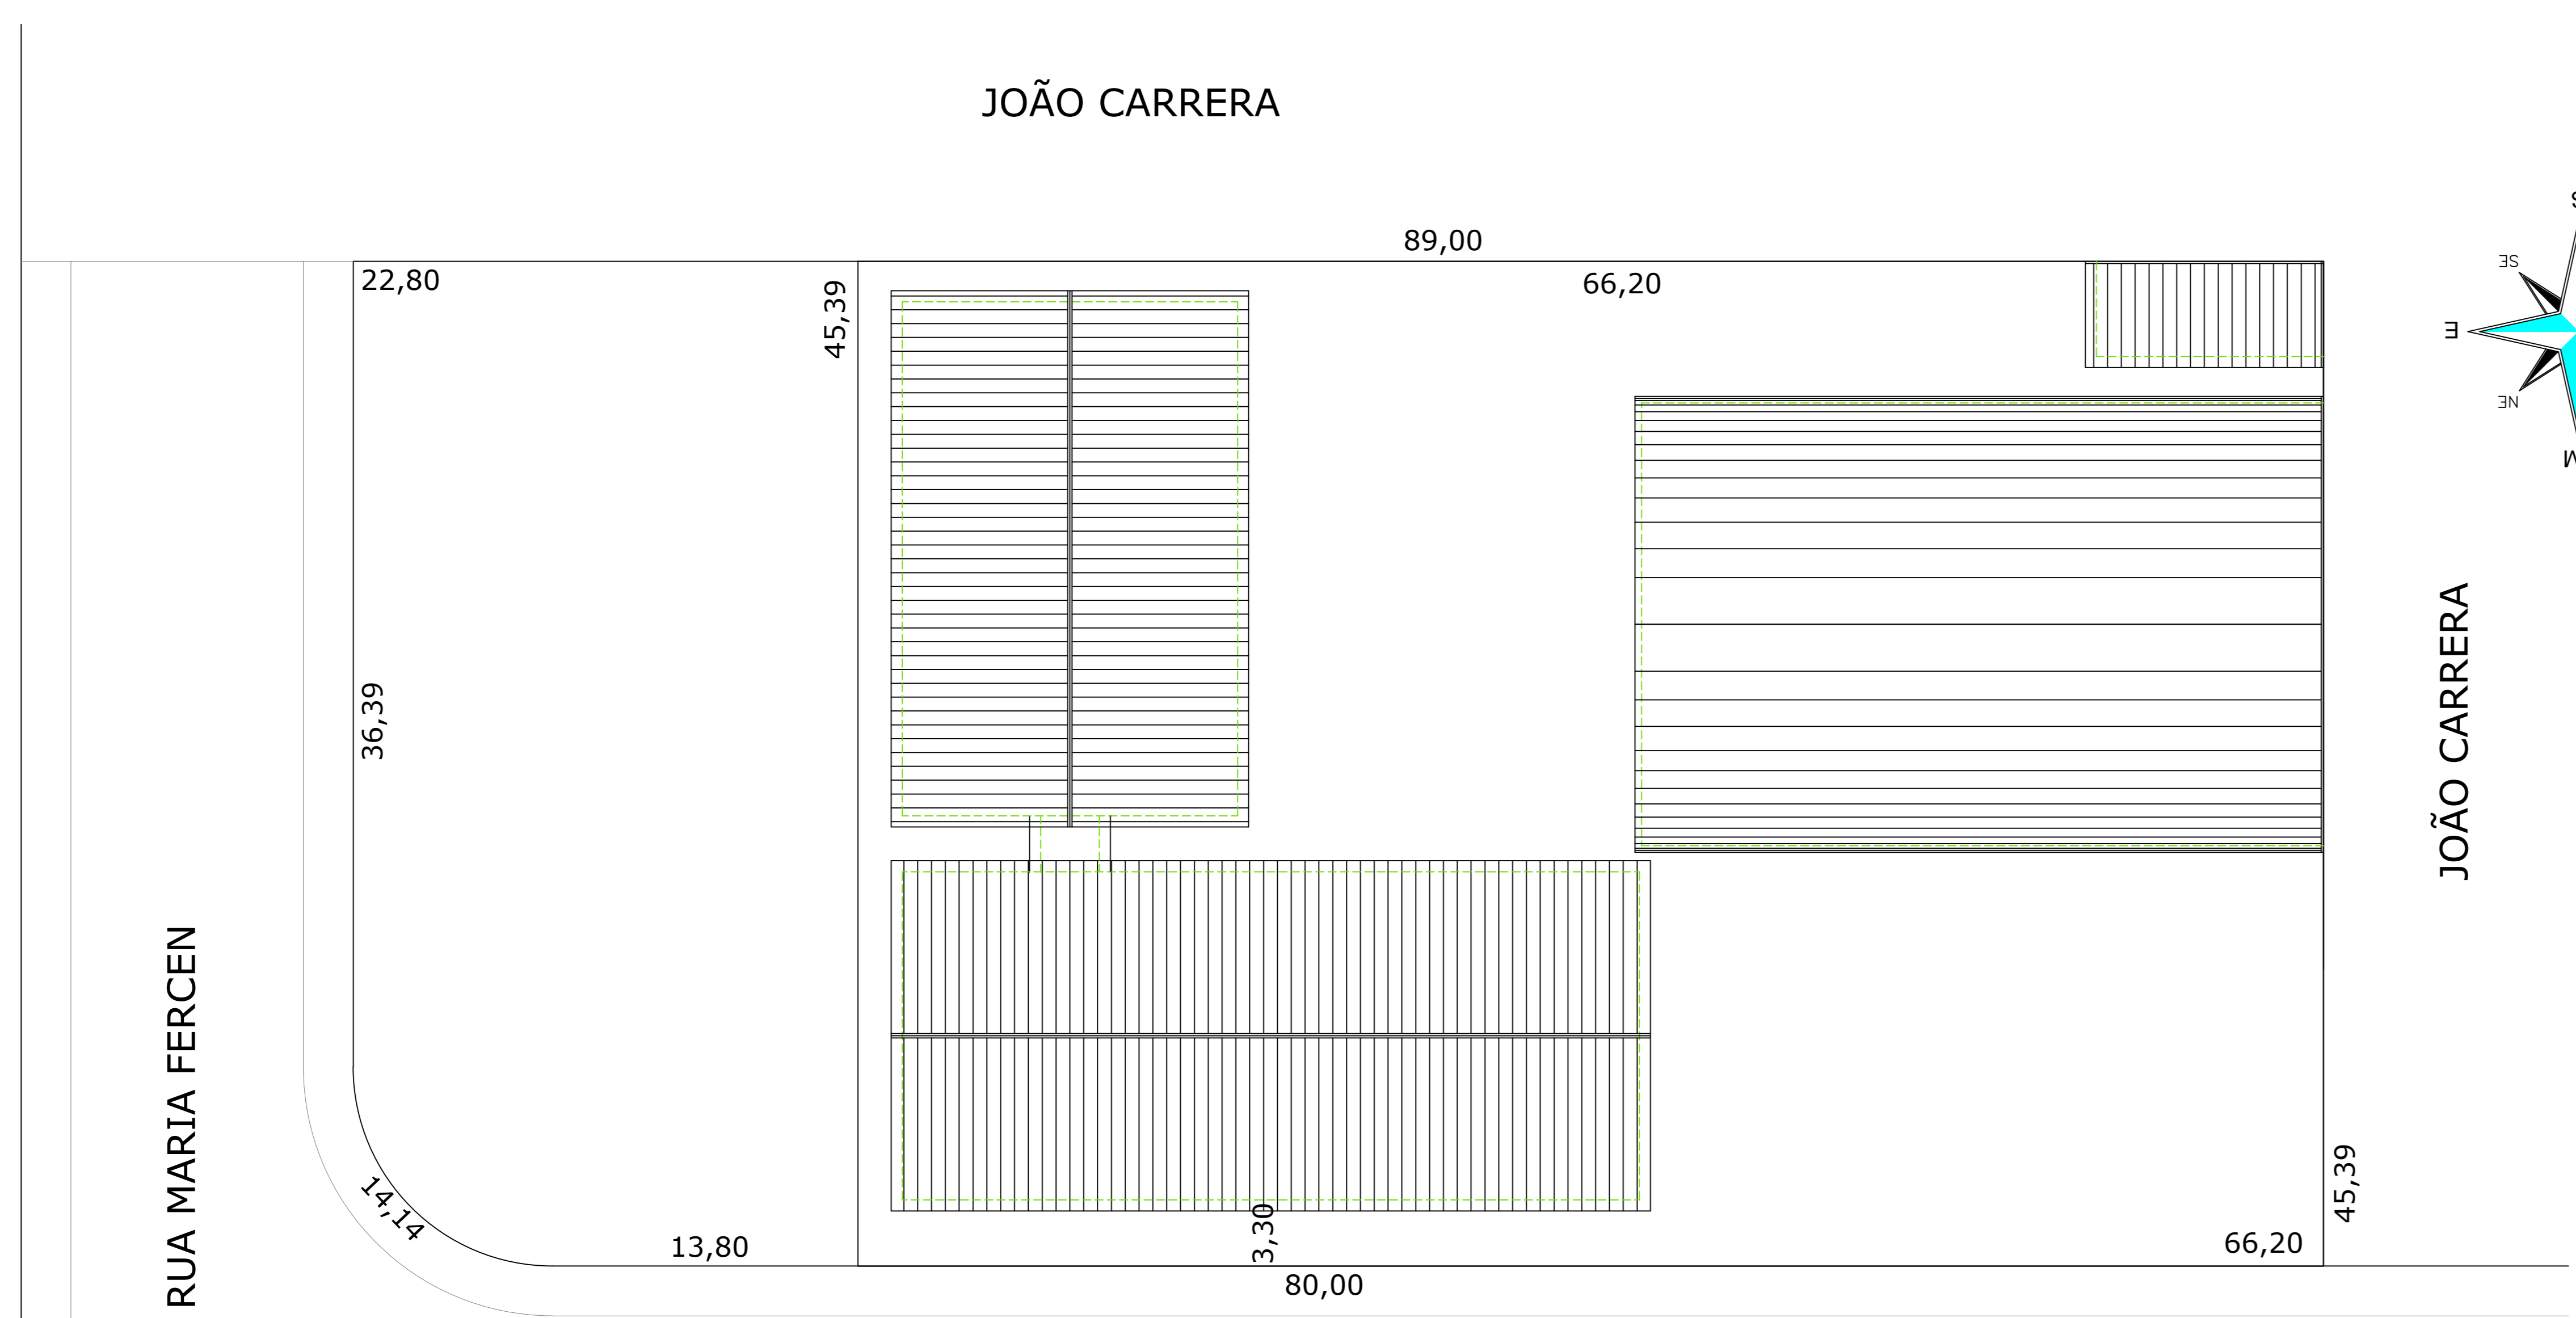 JOÃO CARRERA
89,00
22,80
45,39
66,20
SE
E
NE
36,39
JOÃO CARRERA
RUA MARIA FERCEN
14,14
13,80
3,30
80,00
66,20
45,39